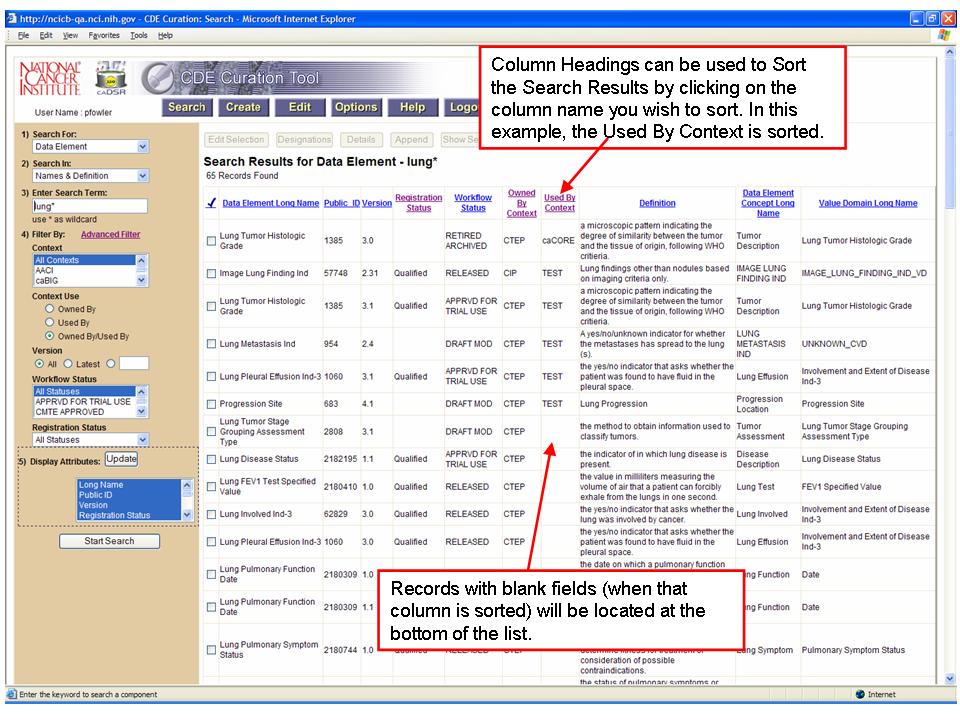 http://ncicb-qa.nci.nih.gov - CDE Curation: Search - Microsoft Internet Explorer
File Edit View Favorites Tools Help
NATIONAL CANCER INSTITUTE
caDSR
CDE Curation Tool
User Name : pfowler
Search Create Edit Options Help Logo
Column Headings can be used to Sort
the Search Results by clicking on the
column name you wish to sort. In this
example, the Used By Context is sorted.
1) Search For:
Data Element
2) Search In:
Names & Definition
3) Enter Search Term:
lung*
use * as wildcard
4) Filter By: Advanced Filter
Context
All Contexts
AACI
caBIG
Context Use
Owned By
Used By
Owned By/Used By
Version
All Latest
Workflow Status
All Statuses
APPRVD FOR TRIAL USE
CMTE APPROVED
Registration Status
All Statuses
5) Display Attributes: Update
Long Name
Public ID
Version
Registration Status
Start Search
Edit Selection Designations Details Append Show Se
Search Results for Data Element - lung*
65 Records Found
Data Element Long Name Public_ID Version Registration Status Workflow Status Owned By Context Used By Context Definition Data Element Concept Long Name Value Domain Long Name
Lung Tumor Histologic Grade 1385 3.0 RETIRED ARCHIVED CTEP caCORE a microscopic pattern indicating the degree of similarity between the tumor and the tissue of origin, following WHO critieria. Tumor Description Lung Tumor Histologic Grade
Image Lung Finding Ind 57748 2.31 Qualified RELEASED CIP TEST Lung findings other than nodules based on imaging criteria only. IMAGE LUNG FINDING IND IMAGE_LUNG_FINDING_IND_VD
Lung Tumor Histologic Grade 1385 3.1 Qualified APPRVD FOR TRIAL USE CTEP TEST a microscopic pattern indicating the degree of similarity between the tumor and the tissue of origin, following WHO critieria. Tumor Description Lung Tumor Histologic Grade
Lung Metastasis Ind 954 2.4 DRAFT MOD CTEP TEST A yes/no/unknown indicator for whether the metastases has spread to the lung (s). LUNG METASTASIS IND UNKNOWN_CVD
Lung Pleural Effusion Ind-3 1060 3.1 Qualified APPRVD FOR TRIAL USE CTEP TEST the yes/no indicator that asks whether the patient was found to have fluid in the pleural space. Lung Effusion Involvement and Extent of Disease Ind-3
Progression Site 683 4.1 DRAFT MOD CTEP TEST Lung Progression Progression Location Progression Site
Lung Tumor Stage Grouping Assessment Type 2808 3.1 DRAFT MOD CTEP the method to obtain information used to classify tumors. Tumor Assessment Lung Tumor Stage Grouping Assessment Type
Lung Disease Status 2182195 1.1 Qualified APPRVD FOR TRIAL USE CTEP the indicator of in which lung disease is present. Disease Description Lung Disease Status
Lung FEV1 Test Specified Value 2180410 1.0 Qualified RELEASED CTEP the value in milliliters measuring the volume of air that a patient can forcibly exhale from the lungs in one second. Lung Test FEV1 Specified Value
Lung Involved Ind-3 62829 3.0 Qualified RELEASED CTEP the yes/no indicator that asks whether the lung was involved by cancer. Lung Involved Involvement and Extent of Disease Ind-3
Lung Pleural Effusion Ind-3 1060 3.0 Qualified RELEASED CTEP the yes/no indicator that asks whether the patient was found to have fluid in the pleural space. Lung Effusion Involvement and Extent of Disease Ind-3
Lung Pulmonary Function Date 2180309 1.0 the date on which a pulmonary function Function Date
Lung Pulmonary Function Date 2180309 1.1 Function Date
Lung Pulmonary Symptom Status 2180744 1.0 consideration of possible contraindications. Lung Symptom Pulmonary Symptom Status
the status of pulmonary symptoms or
Records with blank fields (when that
column is sorted) will be located at the
bottom of the list.
Enter the keyword to search a component
Internet